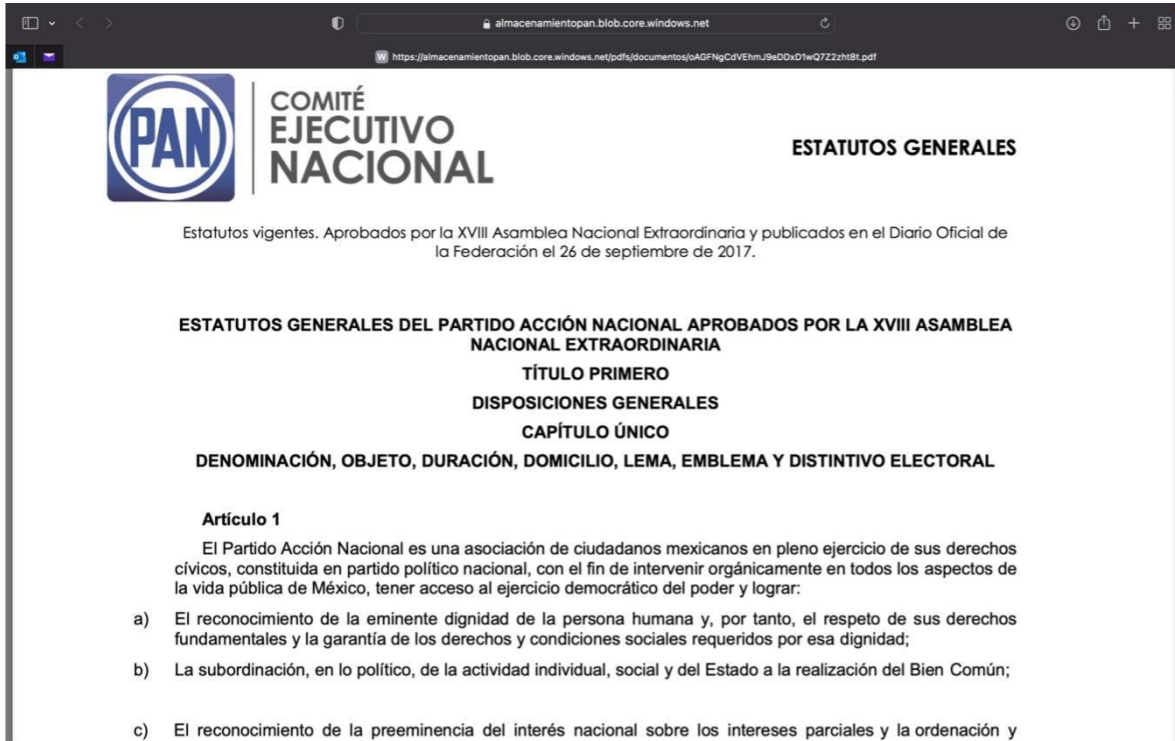 almacenamientopan.blob.core.windows.net
W https://almacenamientopan.blob.core.windows.net/pdfs/documentos/oAGFNgCdVEhmJ9eDDxD1wQ7Z2zht8t.pdf
PAN
COMITÉ
EJECUTIVO
NACIONAL
ESTATUTOS GENERALES
Estatutos vigentes. Aprobados por la XVIII Asamblea Nacional Extraordinaria y publicados en el Diario Oficial de
la Federación el 26 de septiembre de 2017.
ESTATUTOS GENERALES DEL PARTIDO ACCIÓN NACIONAL APROBADOS POR LA XVIII ASAMBLEA
NACIONAL EXTRAORDINARIA
TÍTULO PRIMERO
DISPOSICIONES GENERALES
CAPÍTULO ÚNICO
DENOMINACIÓN, OBJETO, DURACIÓN, DOMICILIO, LEMA, EMBLEMA Y DISTINTIVO ELECTORAL
Artículo 1
El Partido Acción Nacional es una asociación de ciudadanos mexicanos en pleno ejercicio de sus derechos
cívicos, constituida en partido político nacional, con el fin de intervenir orgánicamente en todos los aspectos de
la vida pública de México, tener acceso al ejercicio democrático del poder y lograr:
a) El reconocimiento de la eminente dignidad de la persona humana y, por tanto, el respeto de sus derechos
fundamentales y la garantía de los derechos y condiciones sociales requeridos por esa dignidad;
b) La subordinación, en lo político, de la actividad individual, social y del Estado a la realización del Bien Común;
c) El reconocimiento de la preeminencia del interés nacional sobre los intereses parciales y la ordenación y